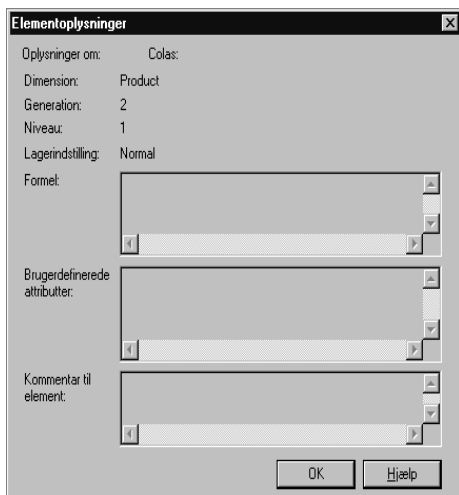 Elementoplysninger
Oplysninger om: Colas:
Dimension: Product
Generation: 2
Niveau: 1
Lagerindstilling: Normal
Formel:
Brugerdefinerede
attributter:
Kommentar til
element:
OK Hjælp